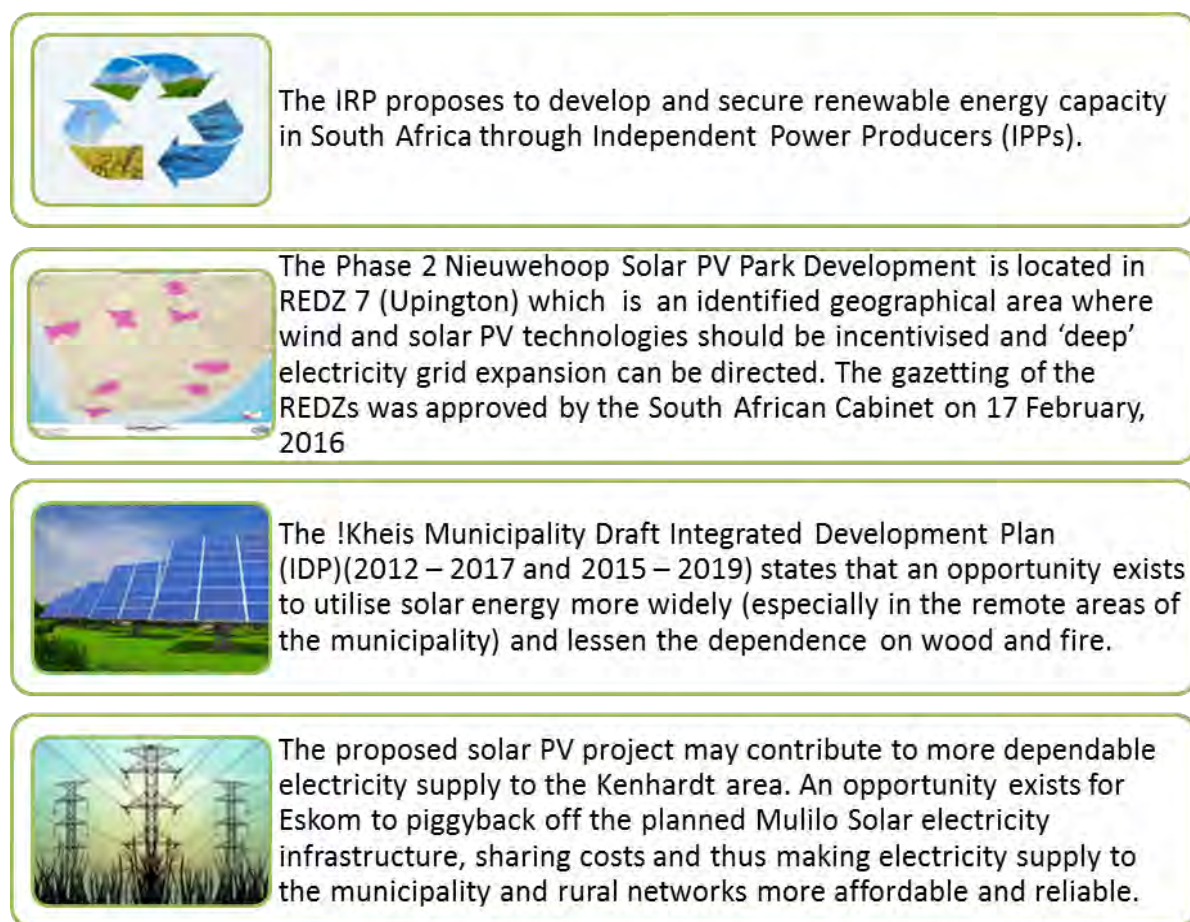 The IRP proposes to develop and secure renewable energy capacity
in South Africa through Independent Power Producers (IPPs).
The Phase 2 Nieuwehoop Solar PV Park Development is located in
REDZ 7 (Upington) which is an identified geographical area where
wind and solar PV technologies should be incentivised and ‘deep’
electricity grid expansion can be directed. The gazetting of the
REDZs was approved by the South African Cabinet on 17 February,
2016
The !Kheis Municipality Draft Integrated Development Plan
(IDP)(2012 – 2017 and 2015 – 2019) states that an opportunity exists
to utilise solar energy more widely (especially in the remote areas of
the municipality) and lessen the dependence on wood and fire.
The proposed solar PV project may contribute to more dependable
electricity supply to the Kenhardt area. An opportunity exists for
Eskom to piggyback off the planned Mulilo Solar electricity
infrastructure, sharing costs and thus making electricity supply to
the municipality and rural networks more affordable and reliable.